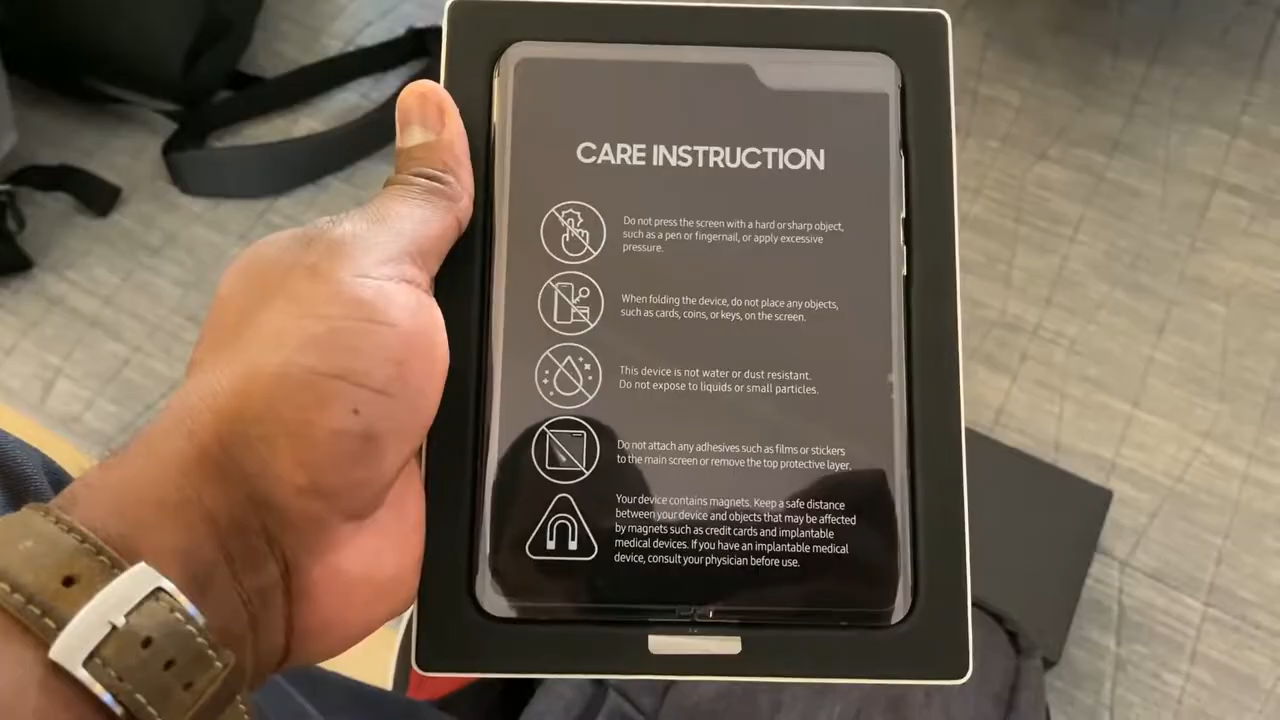 CARE INSTRUCTION
Do not press the screen with a hard or sharp object,
such as a pen or fingernail, or apply excessive
pressure.
When folding the device, do not place any objects,
such as cards, coins, or keys, on the screen.
This device is not water or dust resistant.
Do not expose to liquids or small particles.
Do not attach any adhesives such as films or stickers
to the main screen or remove the top protective layer.
Your device contains magnets. Keep a safe distance
between your device and objects that may be affected
by magnets such as credit cards and implantable
medical devices. If you have an implantable medical
device, consult your physician before use.